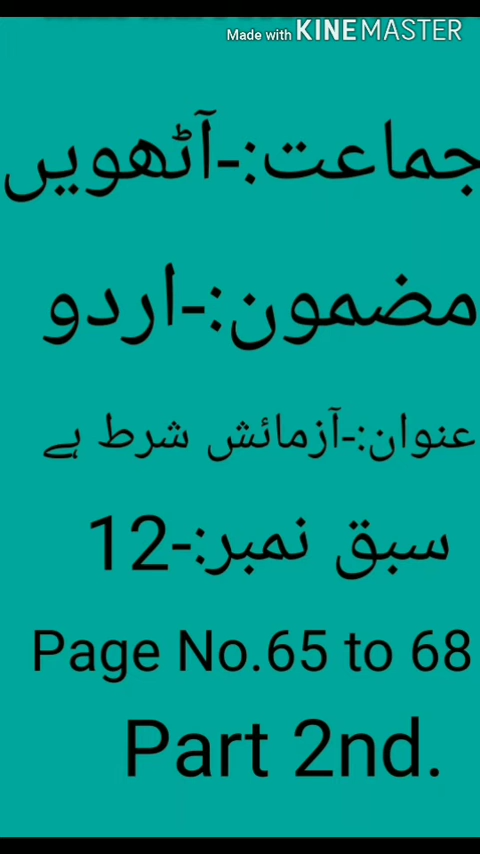 Made with KINEMASTER
جماعت:-آٹھویں
مضمون:-اردو
عنوان:-آزمائش شرط ہے
سبق نمبر:-12
Page No.65 to 68
Part 2nd.